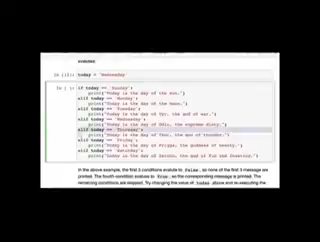 In [12]: today = 'Wednesday'
In [ ]: if today == 'Sunday':
print("Today is the day of the sun.")
elif today == 'Monday':
print("Today is the day of the moon.")
elif today == 'Tuesday':
print("Today is the day of Tyr, the god of war.")
elif today == 'Wednesday':
print("Today is the day of Odin, the supreme diety.")
elif today == 'Thursday':
print("Today is the day of Thor, the god of thunder.")
elif today == 'Friday':
print("Today is the day of Frigga, the goddess of beauty.")
elif today == 'Saturday':
print("Today is the day of Saturn, the god of fun and feasting.")
In the above example, the first 3 conditions evalute to False, so none of the first 3 message are
printed. The fourth condition evalues to True, so the corresponding message is printed. The
remaining conditions are skipped. Try changing the value of today above and re-executing the